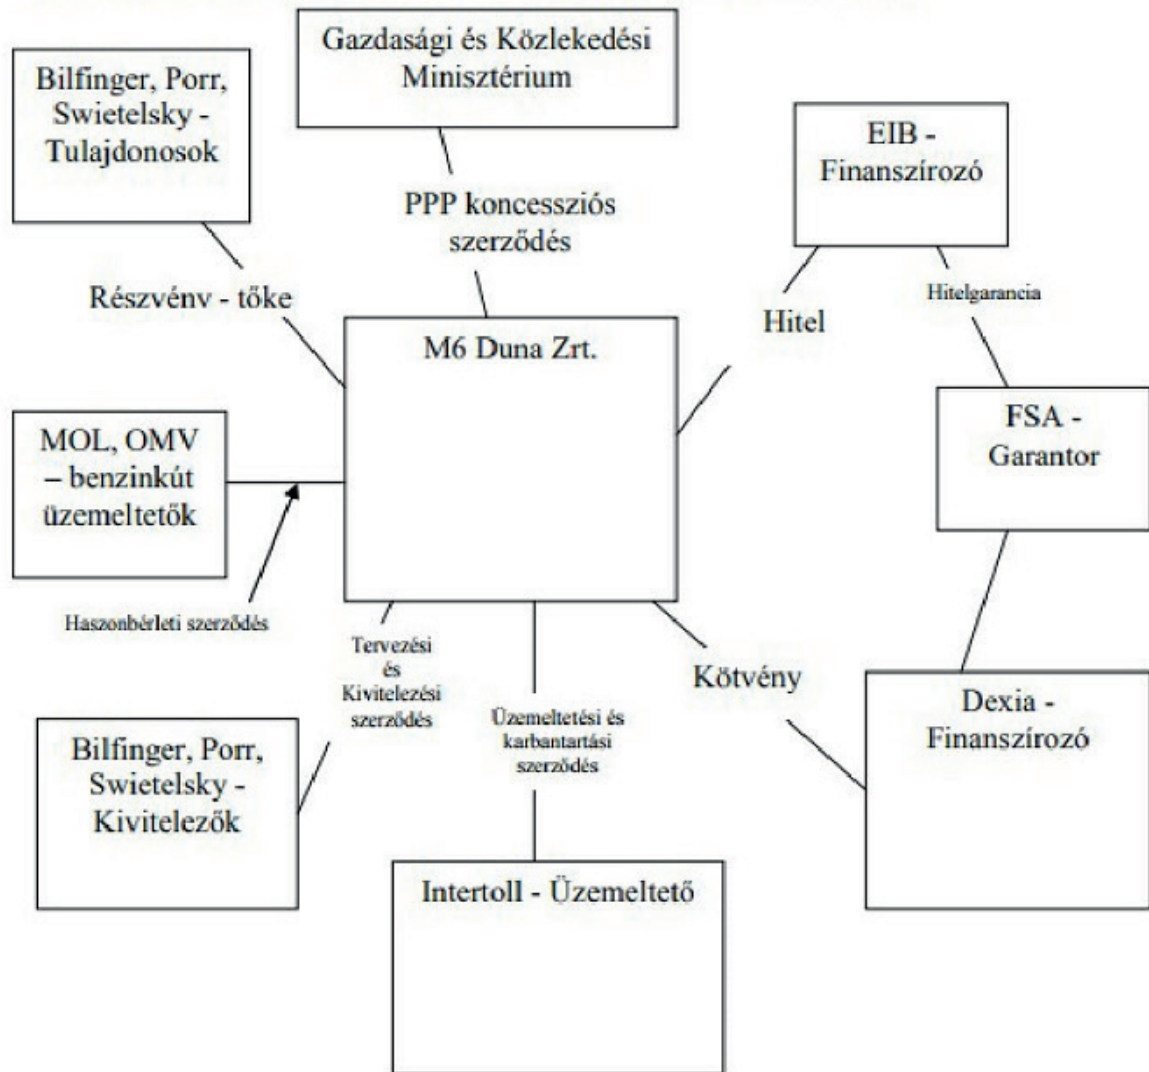 Gazdasági és Közlekedési
Minisztérium
Bilfinger, Porr,
Swietelsky -
Tulajdonosok
EIB -
Finanszírozó
PPP koncessziós
szerződés
Részvénv - tőke
Hitel
Hitelgarancia
M6 Duna Zrt.
MOL, OMV
– benzinkút
üzemeltetők
FSA -
Garantor
Haszonbérleti szerződés
Tervezési
és
Kivitelezési
szerződés
Üzemeltetési és
karbantartási
szerződés
Kötvény
Dexia -
Finanszírozó
Bilfinger, Porr,
Swietelsky -
Kivitelezők
Intertoll - Üzemeltető